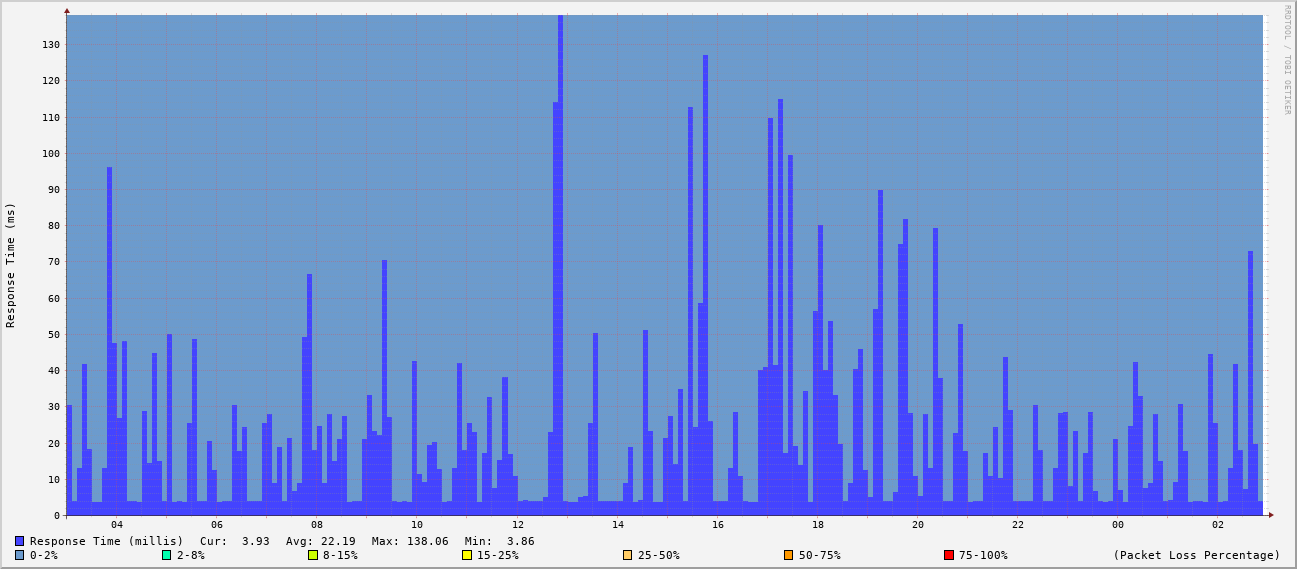 RRDTOOL / TOBI OETIKER
Response Time (ms)
130
120
110
100
90
80
70
60
50
40
30
20
10
0
04 06 08 10 12 14 16 18 20 22 00 02
Response Time (millis) Cur: 3.93 Avg: 22.19 Max: 138.06 Min: 3.86
0-2% 2-8% 8-15% 15-25% 25-50% 50-75% 75-100% (Packet Loss Percentage)